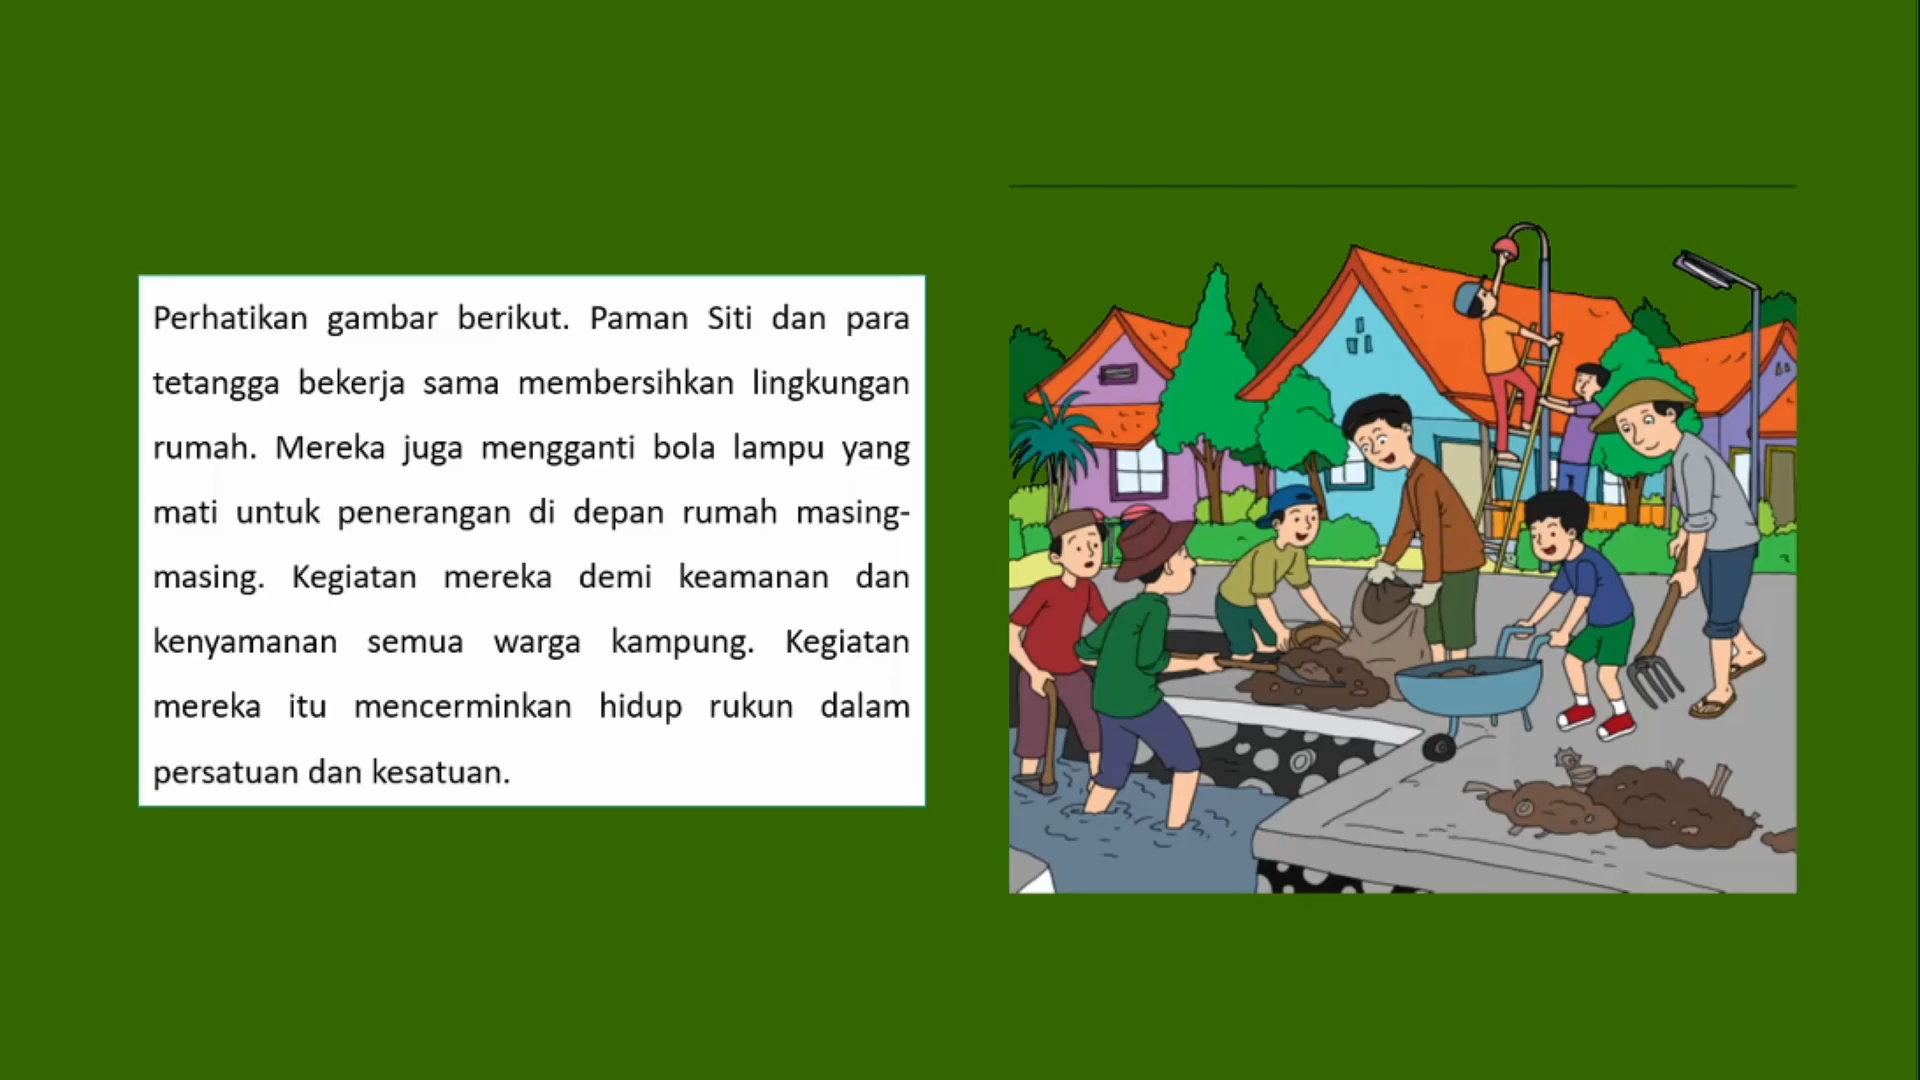 Perhatikan gambar berikut. Paman Siti dan para
tetangga bekerja sama membersihkan lingkungan
rumah. Mereka juga mengganti bola lampu yang
mati untuk penerangan di depan rumah masing-
masing. Kegiatan mereka demi keamanan dan
kenyamanan semua warga kampung. Kegiatan
mereka itu mencerminkan hidup rukun dalam
persatuan dan kesatuan.